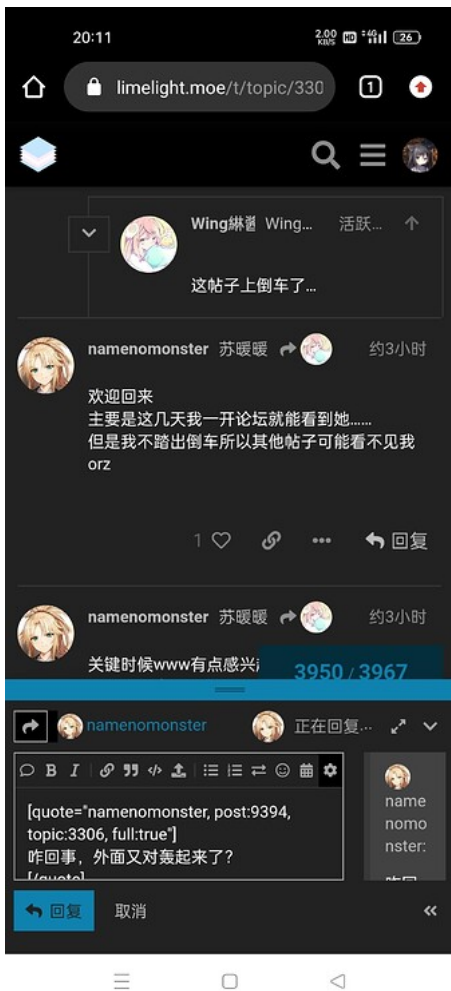 20:11
2.00 KB/S HD 4G 26
limelight.moe/t/topic/330
1
Wing綝酱 Wing... 活跃...
这帖子上倒车了...
namenomonster 苏暖暖 约3小时
欢迎回来
主要是这几天我一开论坛就能看到她......
但是我不踏出倒车所以其他帖子可能看不见我
orz
1 回复
namenomonster 苏暖暖 约3小时
关键时候www有点感兴
3950 / 3967
namenomonster 正在回复...
B I
[quote="namenomonster, post:9394,
topic:3306, full:true"]
咋回事，外面又对轰起来了？
[/quote]
name
nomo
nster:
咋回
回复 取消